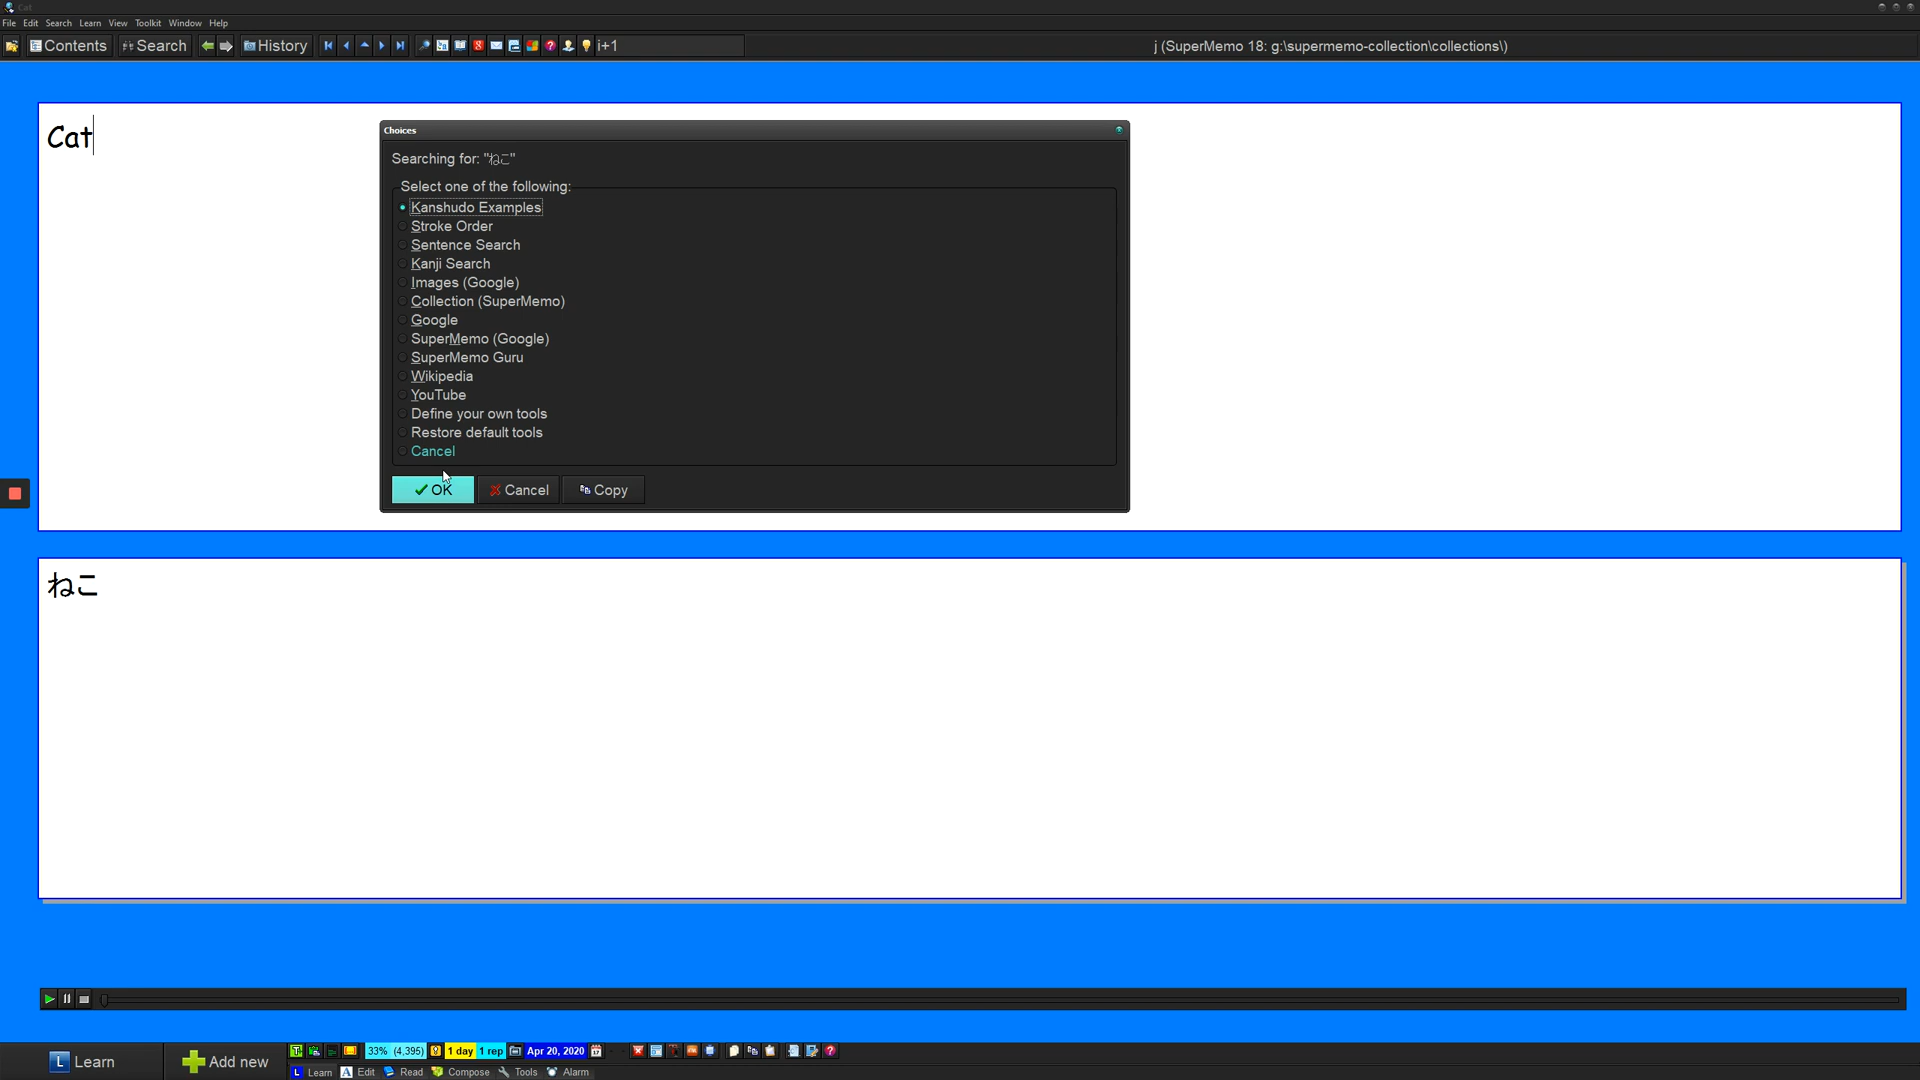 Cat
File Edit Search Learn View Toolkit Window Help
Contents Search History i+1 j (SuperMemo 18: g:\supermemo-collection\collections\)
Cat
Choices
Searching for: "ねこ"
Select one of the following:
Kanshudo Examples
Stroke Order
Sentence Search
Kanji Search
Images (Google)
Collection (SuperMemo)
Google
SuperMemo (Google)
SuperMemo Guru
Wikipedia
YouTube
Define your own tools
Restore default tools
Cancel
OK Cancel Copy
ねこ
L Learn Add new
33% (4,395) 1 day 1 rep Apr 20, 2020
L Learn A Edit Read Compose Tools Alarm